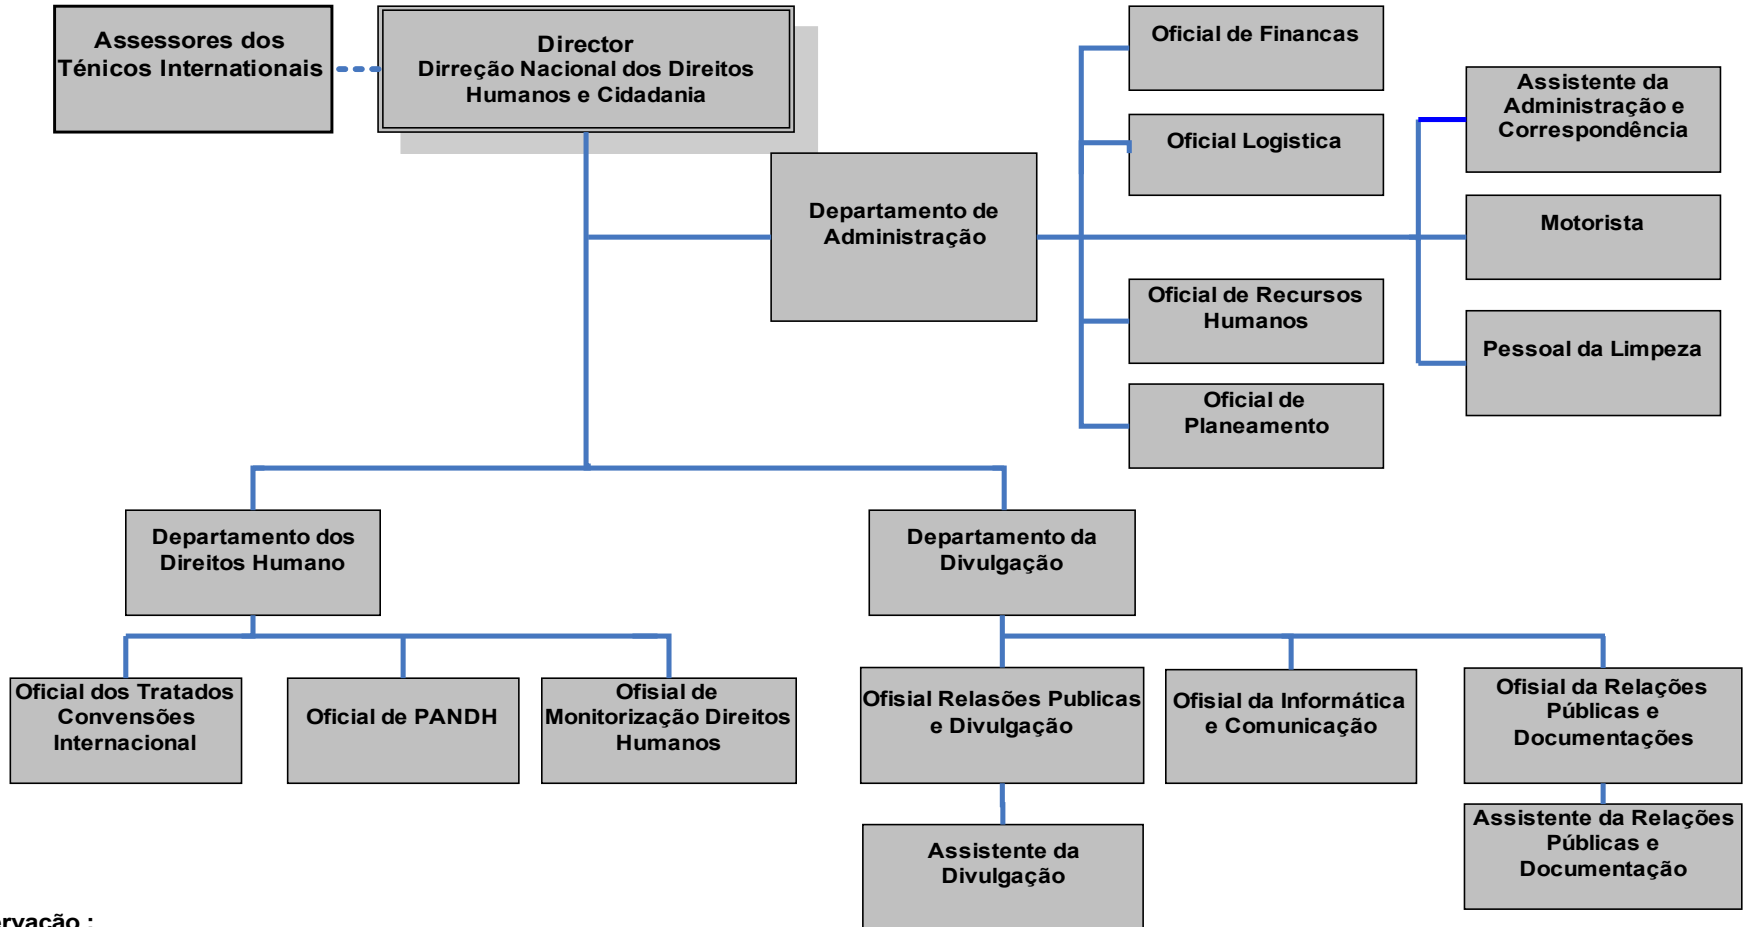 Assessores dos
Ténicos Internationais
Director
Dirreção Nacional dos Direitos
Humanos e Cidadania
Oficial de Financas
Oficial Logistica
Assistente da
Administração e
Correspondência
Departamento de
Administração
Motorista
Oficial de Recursos
Humanos
Pessoal da Limpeza
Oficial de
Planeamento
Departamento dos
Direitos Humano
Departamento da
Divulgação
Oficial dos Tratados
Convensões
Internacional
Oficial de PANDH
Ofisial de
Monitorização Direitos
Humanos
Ofisial Relasões Publicas
e Divulgação
Ofisial da Informática
e Comunicação
Ofisial da Relações
Públicas e
Documentações
Assistente da
Divulgação
Assistente da Relações
Públicas e
Documentação